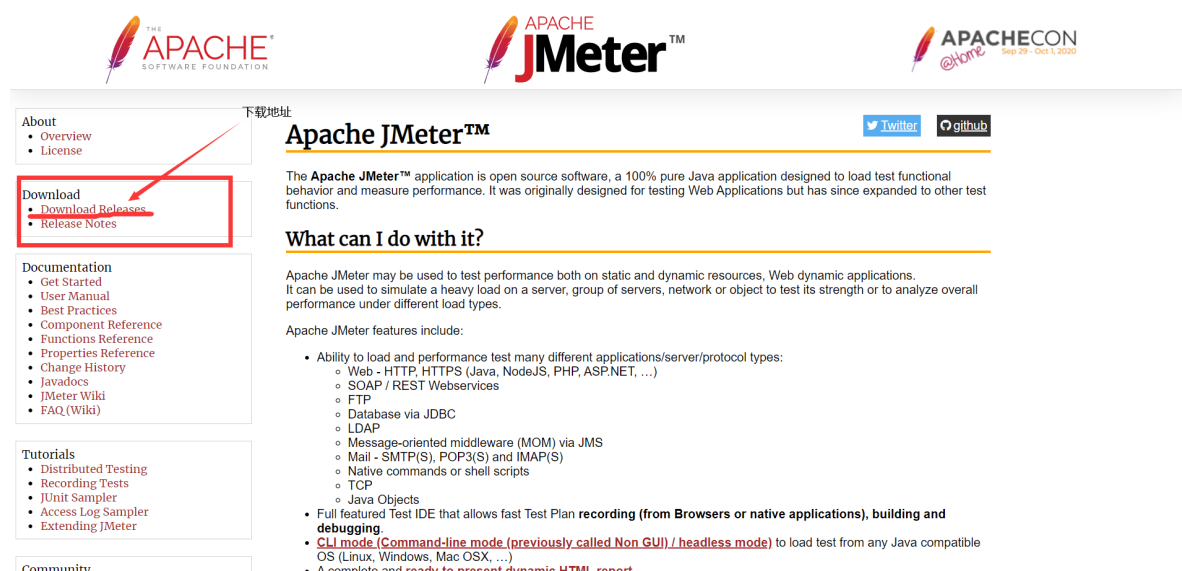 THE
APACHE®
SOFTWARE FOUNDATION
APACHE
JMeter™
APACHECON
@Home
Sep 29 - Oct 1, 2020
下载地址
About
Overview
License
Download
Download Releases
Release Notes
Documentation
Get Started
User Manual
Best Practices
Component Reference
Functions Reference
Properties Reference
Change History
Javadocs
JMeter Wiki
FAQ (Wiki)
Tutorials
Distributed Testing
Recording Tests
JUnit Sampler
Access Log Sampler
Extending JMeter
Community
Apache JMeter™
Twitter
github
The Apache JMeter™ application is open source software, a 100% pure Java application designed to load test functional
behavior and measure performance. It was originally designed for testing Web Applications but has since expanded to other test
functions.
What can I do with it?
Apache JMeter may be used to test performance both on static and dynamic resources, Web dynamic applications.
It can be used to simulate a heavy load on a server, group of servers, network or object to test its strength or to analyze overall
performance under different load types.
Apache JMeter features include:
Ability to load and performance test many different applications/server/protocol types:
Web - HTTP, HTTPS (Java, NodeJS, PHP, ASP.NET, …)
SOAP / REST Webservices
FTP
Database via JDBC
LDAP
Message-oriented middleware (MOM) via JMS
Mail - SMTP(S), POP3(S) and IMAP(S)
Native commands or shell scripts
TCP
Java Objects
Full featured Test IDE that allows fast Test Plan recording (from Browsers or native applications), building and
debugging.
CLI mode (Command-line mode (previously called Non GUI) / headless mode) to load test from any Java compatible
OS (Linux, Windows, Mac OSX, …)
A complete and ready to present dynamic HTML report